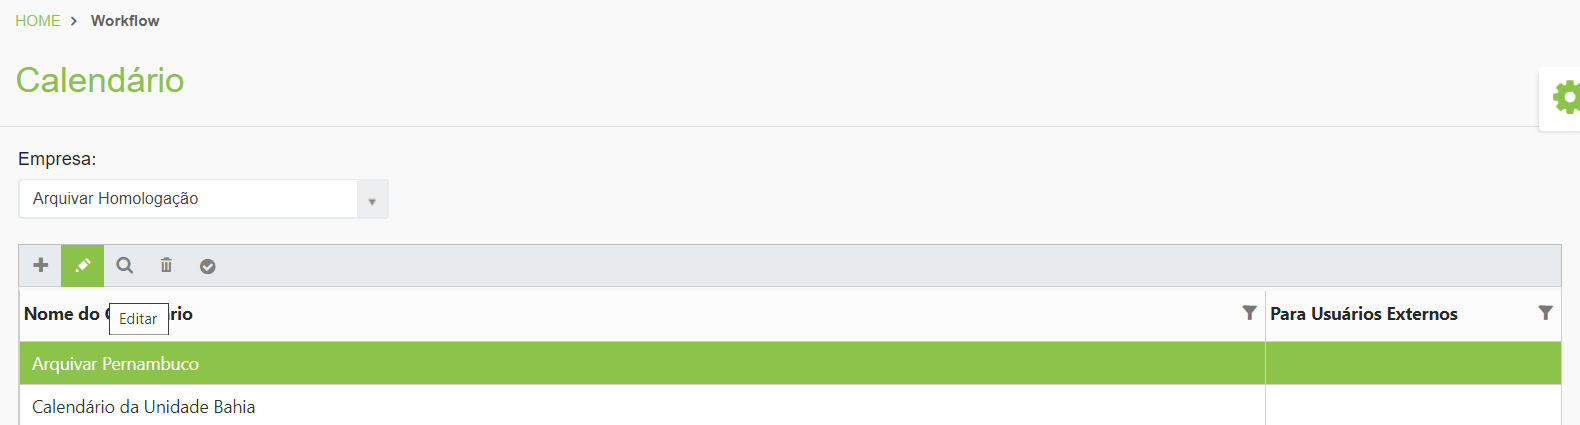 HOME > Workflow
Calendário
Empresa:
Arquivar Homologação
Nome do C rio Para Usuários Externos
Editar
Arquivar Pernambuco
Calendário da Unidade Bahia